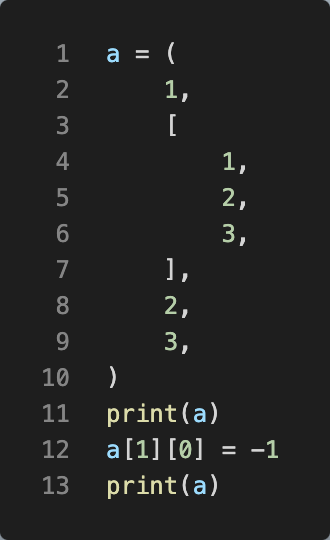 1 a = (
2     1,
3     [
4         1,
5         2,
6         3,
7     ],
8     2,
9     3,
10 )
11 print(a)
12 a[1][0] = -1
13 print(a)